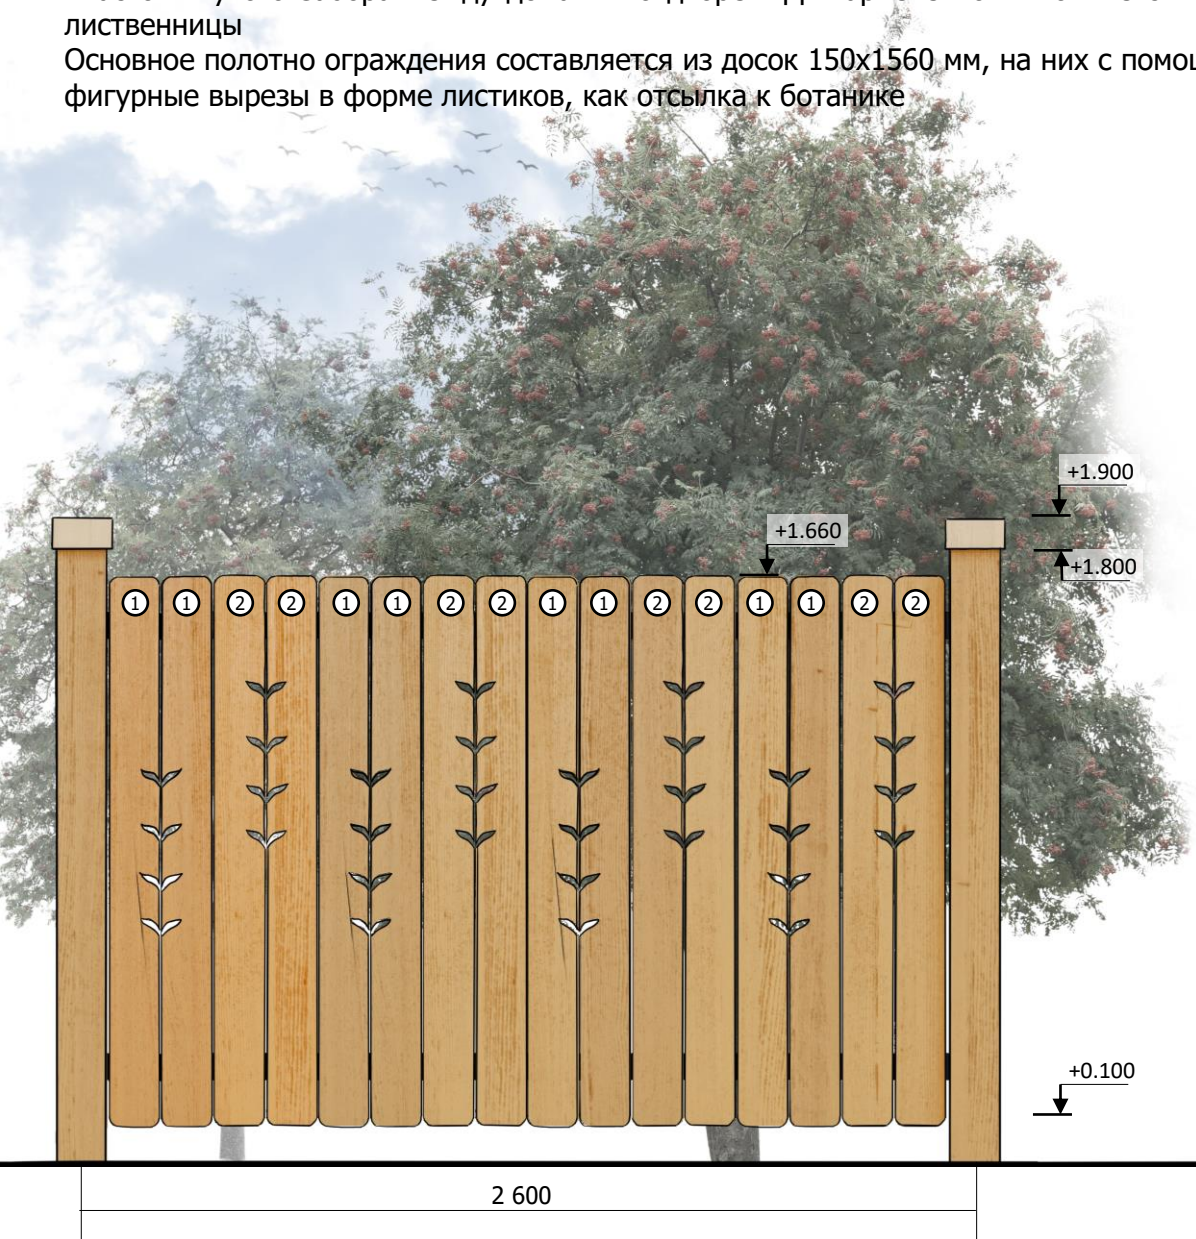 лиственницы
Основное полотно ограждения составляется из досок 150х1560 мм, на них с
фигурные вырезы в форме листиков, как отсылка к ботанике
+1.900
+1.660
+1.800
1 1 2 2 1 1 2 2 1 1 2 2 1 1 2 2
+0.100
2 600